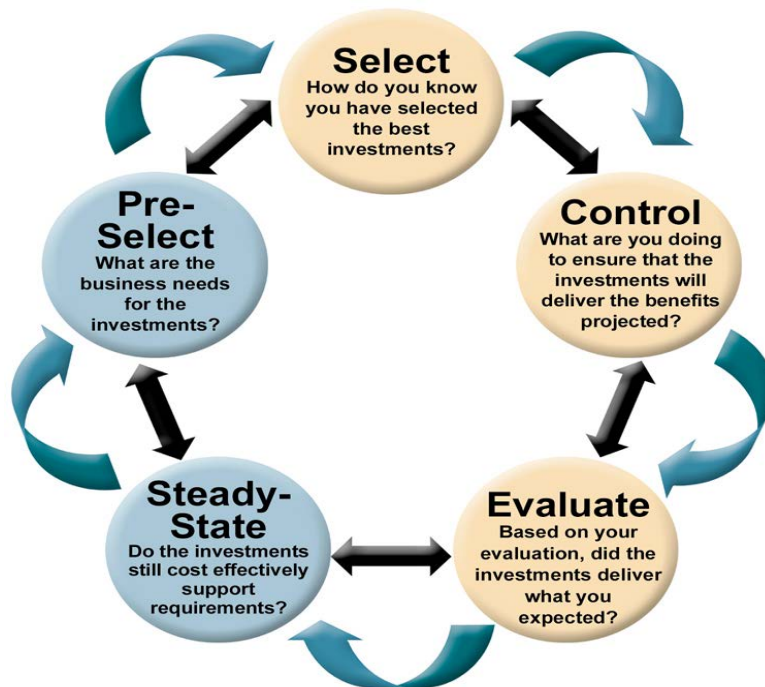 Select
How do you know
you have selected
the best
investments?
Pre-
Select
What are the
business needs
for the
investments?
Control
What are you doing
to ensure that the
investments will
deliver the benefits
projected?
Steady-
State
Do the investments
still cost effectively
support
requirements?
Evaluate
Based on your
evaluation, did the
investments deliver
what you
expected?